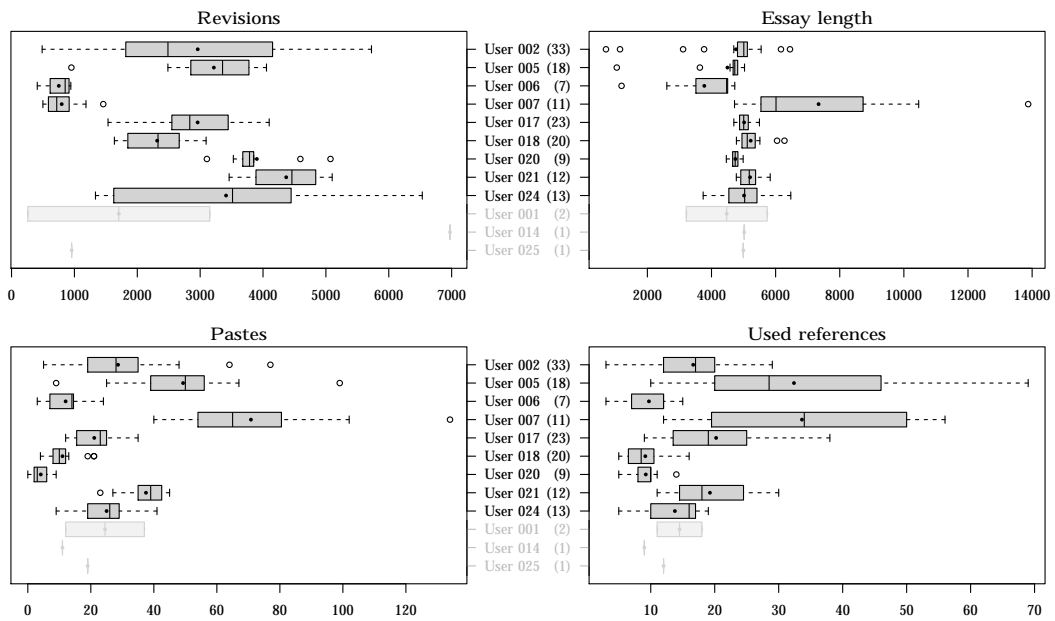 Revisions
Essay length
User 002 (33)
User 005 (18)
User 006 (7)
User 007 (11)
User 017 (23)
User 018 (20)
User 020 (9)
User 021 (12)
User 024 (13)
User 001 (2)
User 014 (1)
User 025 (1)
0 1000 2000 3000 4000 5000 6000 7000
2000 4000 6000 8000 10000 12000 14000
Pastes
Used references
User 002 (33)
User 005 (18)
User 006 (7)
User 007 (11)
User 017 (23)
User 018 (20)
User 020 (9)
User 021 (12)
User 024 (13)
User 001 (2)
User 014 (1)
User 025 (1)
0 20 40 60 80 100 120
10 20 30 40 50 60 70